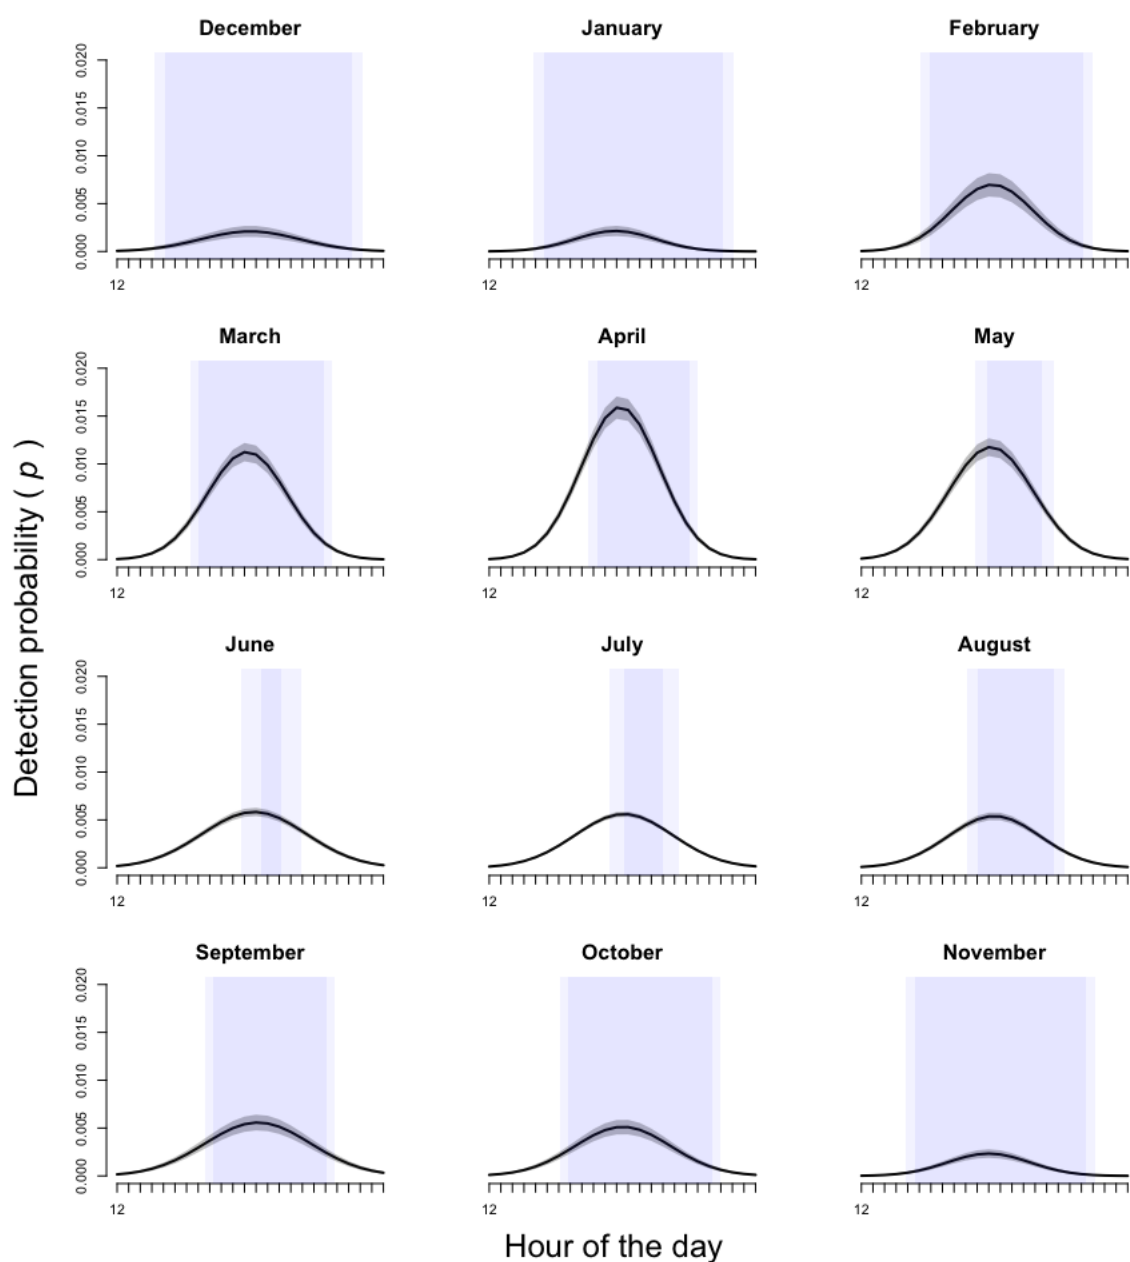 December January February
0.020
0.015
0.010
0.005
0.000
12 12 12
March April May
0.020
0.015
0.010
0.005
0.000
12 12 12
Detection probability ( p )
June July August
0.020
0.015
0.010
0.005
0.000
12 12 12
September October November
0.020
0.015
0.010
0.005
0.000
12 12 12
Hour of the day